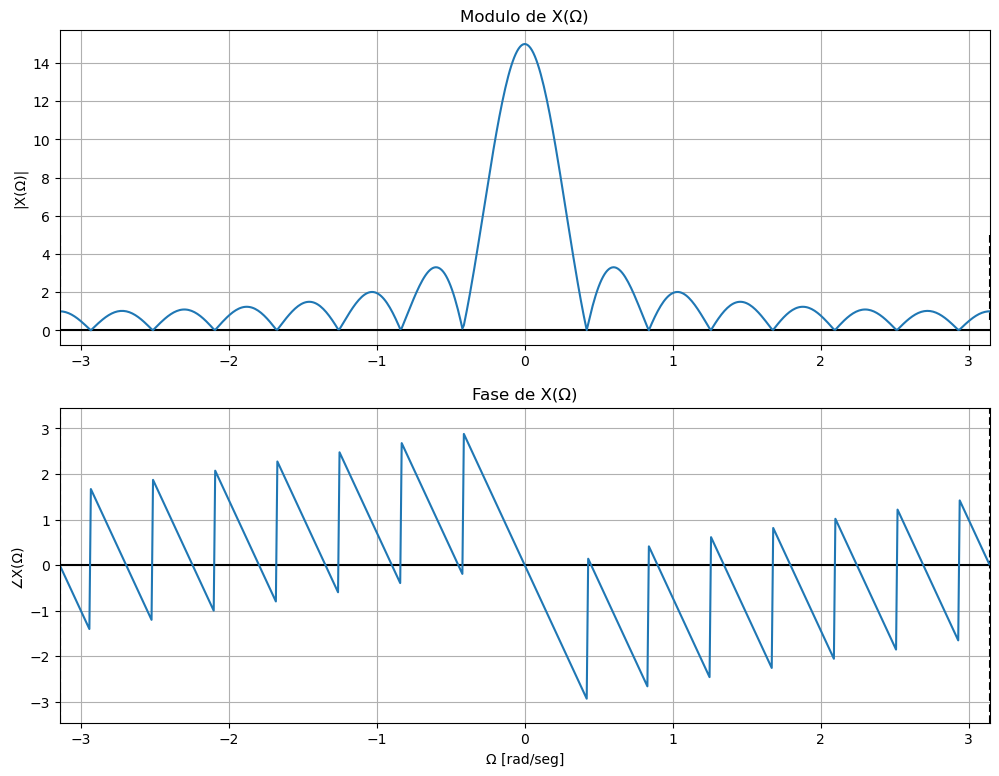 Modulo de X(Ω)
|X(Ω)|
14
12
10
8
6
4
2
0
−3 −2 −1 0 1 2 3
Fase de X(Ω)
∠X(Ω)
3
2
1
0
−1
−2
−3
−3 −2 −1 0 1 2 3
Ω [rad/seg]